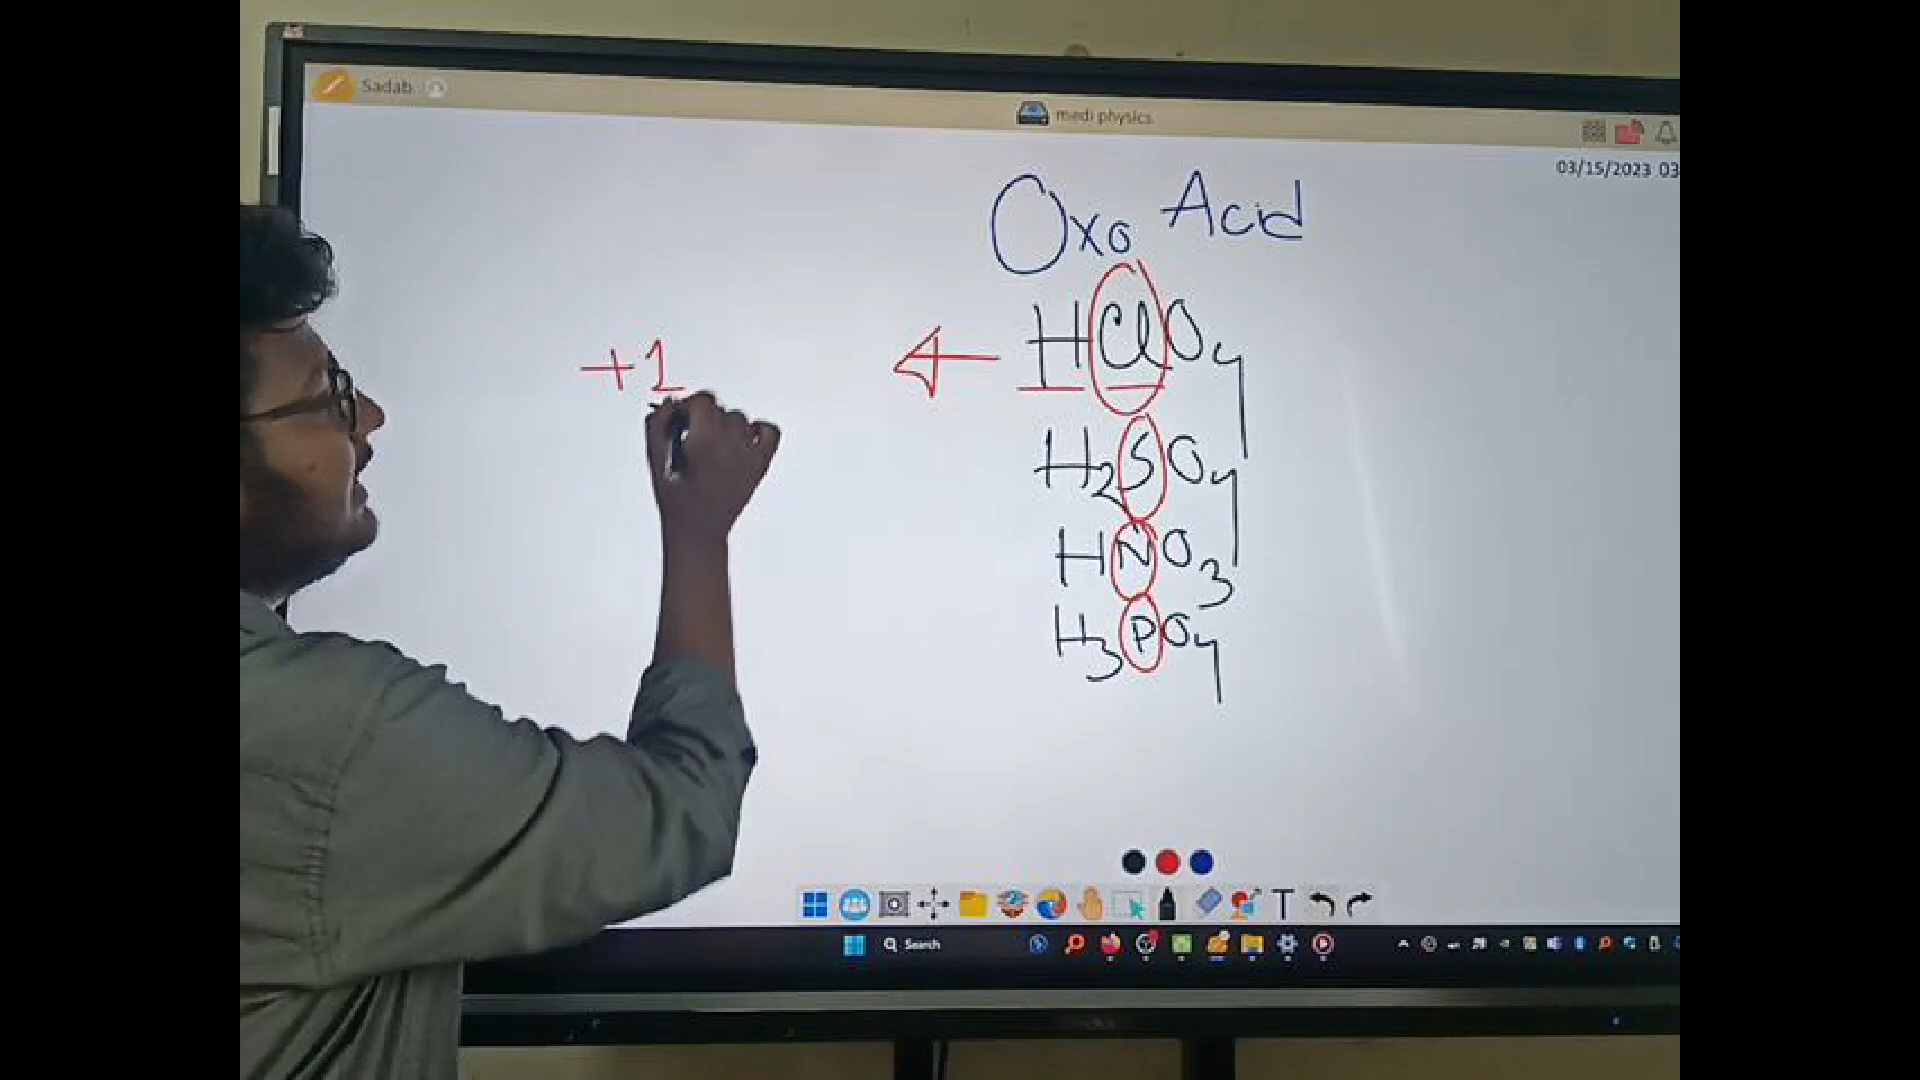 Sadab
medi physics
03/15/2023 03
Oxo Acid
+1
HClO4
H2SO4
HNO3
H3PO4
T
Search